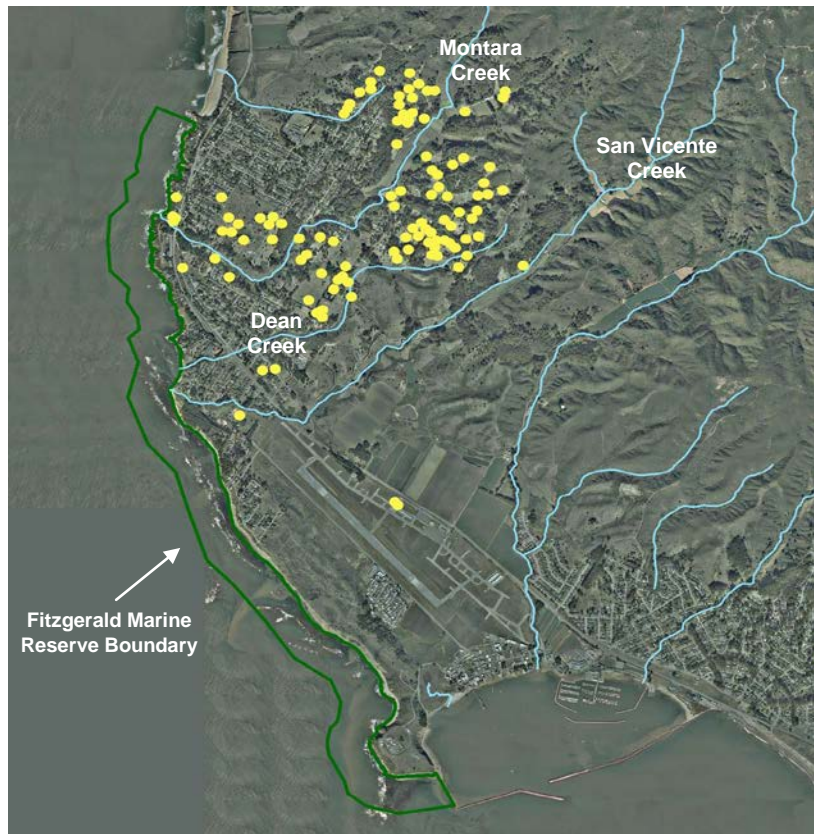 Montara
Creek
San Vicente
Creek
Dean
Creek
Fitzgerald Marine
Reserve Boundary